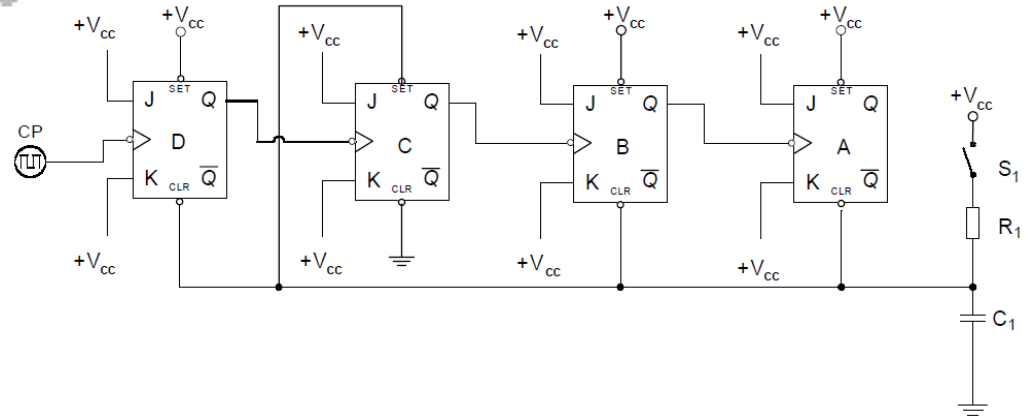 +Vcc
+Vcc
+Vcc
+Vcc
+Vcc
+Vcc
+Vcc
+Vcc
J SET Q
J SET Q
J SET Q
J SET Q
CP
D
C
B
A
K CLR Q̅
K CLR Q̅
K CLR Q̅
K CLR Q̅
S1
R1
+Vcc
+Vcc
+Vcc
+Vcc
C1